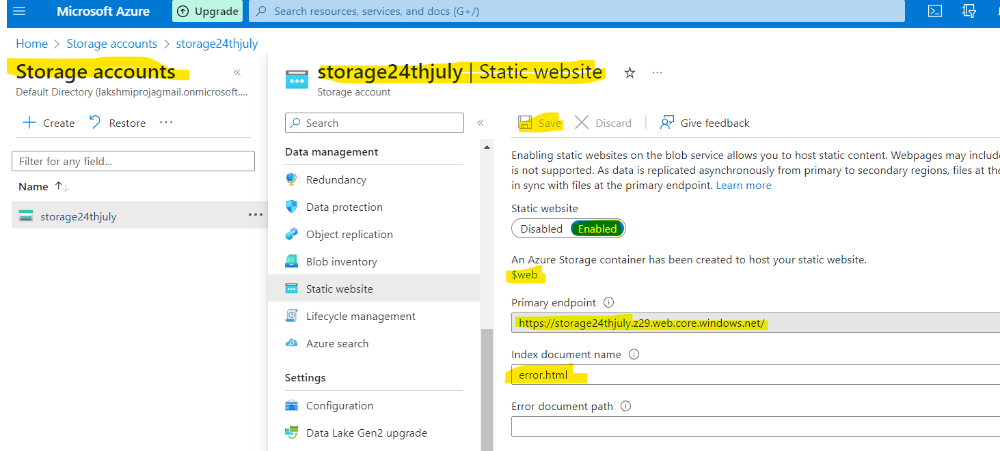 Microsoft Azure
Upgrade
Search resources, services, and docs (G+/)
Home > Storage accounts > storage24thjuly
Storage accounts
Default Directory (lakshmiprojagmail.onmicrosoft....
Create
Restore
Filter for any field...
Name
storage24thjuly
storage24thjuly | Static website
Storage account
Search
Data management
Redundancy
Data protection
Object replication
Blob inventory
Static website
Lifecycle management
Azure search
Settings
Configuration
Data Lake Gen2 upgrade
Save
Discard
Give feedback
Enabling static websites on the blob service allows you to host static content. Webpages may include
is not supported. As data is replicated asynchronously from primary to secondary regions, files at the
in sync with files at the primary endpoint. Learn more
Static website
Disabled
Enabled
An Azure Storage container has been created to host your static website.
$web
Primary endpoint
https://storage24thjuly.z29.web.core.windows.net/
Index document name
error.html
Error document path